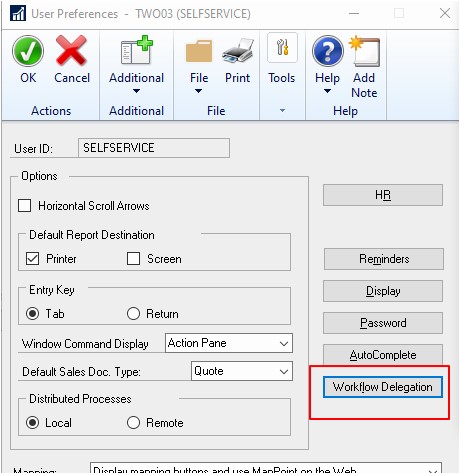 User Preferences - TWO03 (SELFSERVICE)
OK Cancel Additional File Print Tools Help Add Note
Actions Additional File Help
User ID: SELFSERVICE
Options
HR
Horizontal Scroll Arrows
Default Report Destination
Printer Screen
Reminders
Entry Key
Display
Tab Return
Password
Window Command Display Action Pane
AutoComplete
Default Sales Doc. Type: Quote
Workflow Delegation
Distributed Processes
Local Remote
Mapping: Display mapping buttons and use MapPoint on the Web